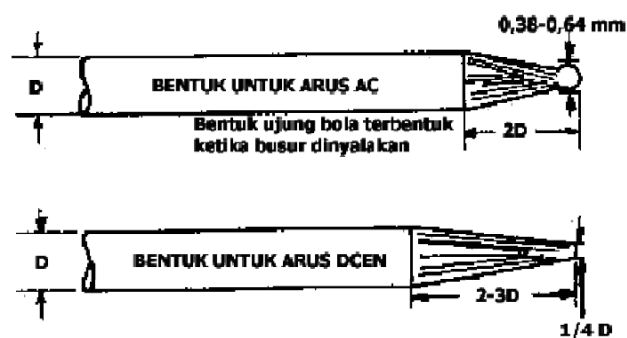 0,38-0,64 mm
D
BENTUK UNTUK ARUS AC
Bentuk ujung bola terbentuk
ketika busur dinyalakan
2D
D
BENTUK UNTUK ARUS DCEN
2-3D
1/4 D